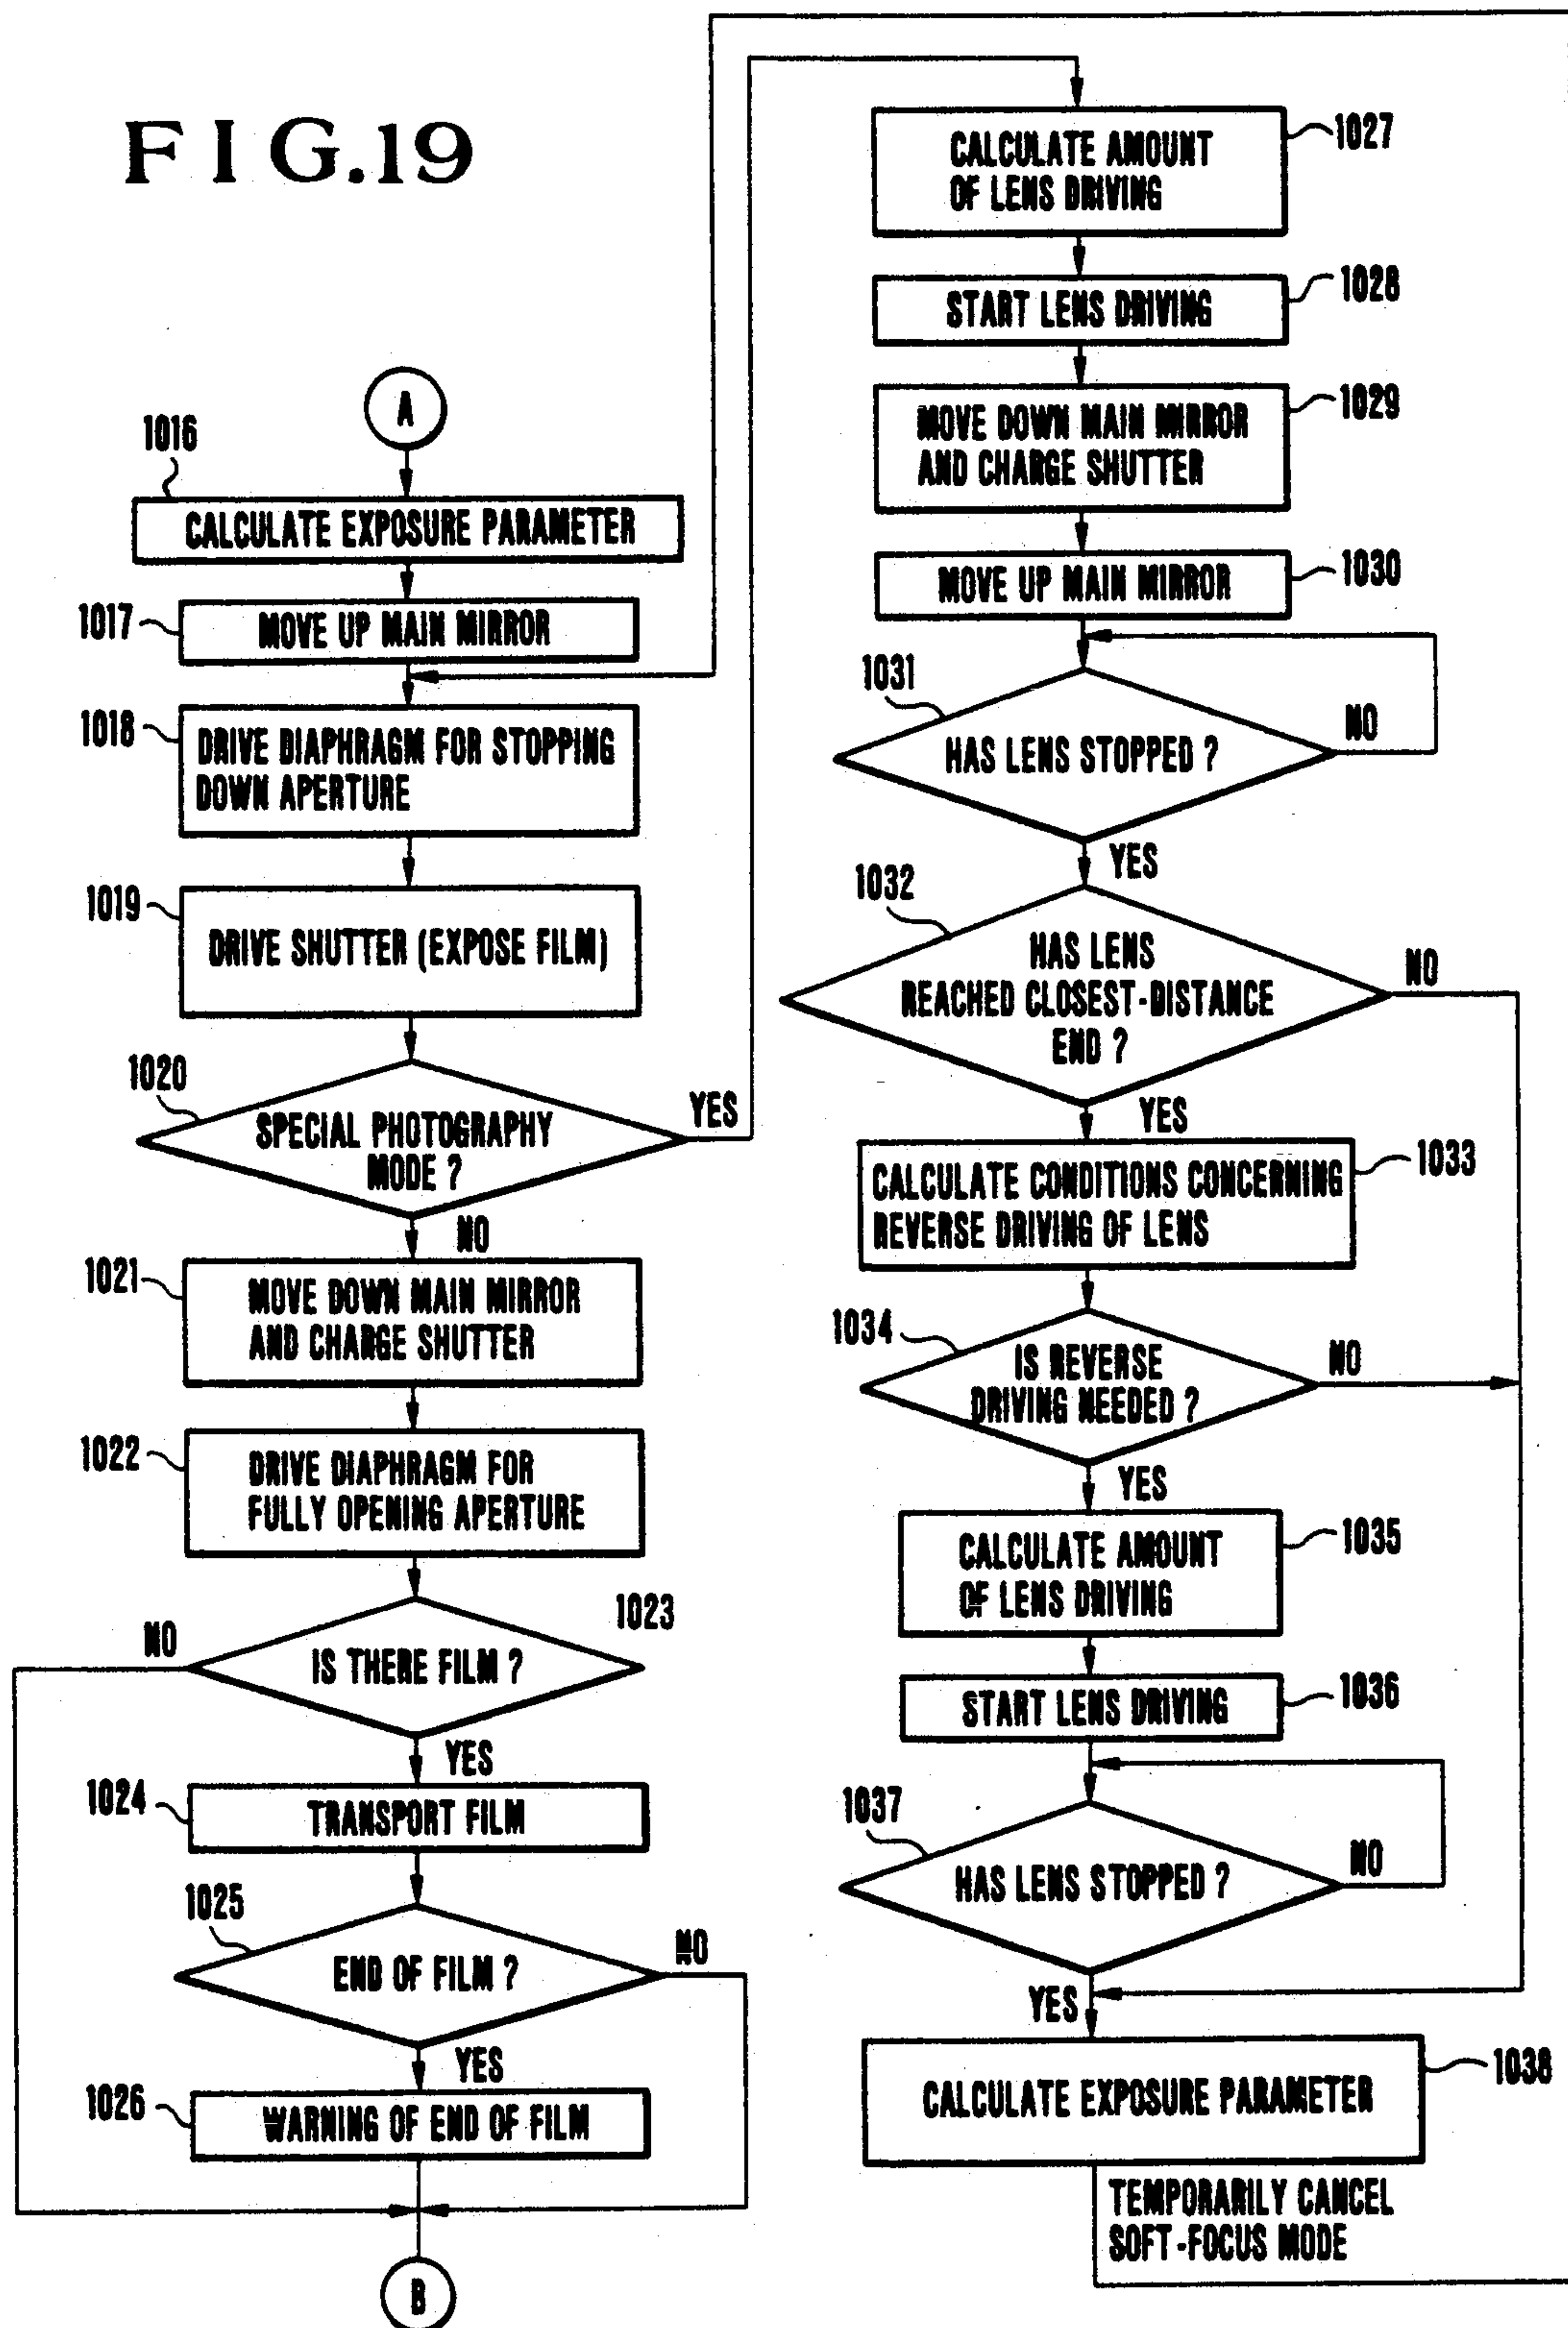 FIG.19
A
1016
CALCULATE EXPOSURE PARAMETER
1017
MOVE UP MAIN MIRROR
1018
DRIVE DIAPHRAGM FOR STOPPING
DOWN APERTURE
1019
DRIVE SHUTTER (EXPOSE FILM)
1020
SPECIAL PHOTOGRAPHY
MODE ?
YES
NO
1021
MOVE DOWN MAIN MIRROR
AND CHARGE SHUTTER
1022
DRIVE DIAPHRAGM FOR
FULLY OPENING APERTURE
1023
NO
IS THERE FILM ?
YES
1024
TRANSPORT FILM
1025
END OF FILM ?
NO
YES
1026
WARNING OF END OF FILM
B
1027
CALCULATE AMOUNT
OF LENS DRIVING
1028
START LENS DRIVING
1029
MOVE DOWN MAIN MIRROR
AND CHARGE SHUTTER
1030
MOVE UP MAIN MIRROR
1031
HAS LENS STOPPED ?
NO
YES
1032
HAS LENS
REACHED CLOSEST-DISTANCE
END ?
NO
YES
1033
CALCULATE CONDITIONS CONCERNING
REVERSE DRIVING OF LENS
1034
IS REVERSE
DRIVING NEEDED ?
NO
YES
1035
CALCULATE AMOUNT
OF LENS DRIVING
1036
START LENS DRIVING
1037
HAS LENS STOPPED ?
NO
YES
1038
CALCULATE EXPOSURE PARAMETER
TEMPORARILY CANCEL
SOFT-FOCUS MODE